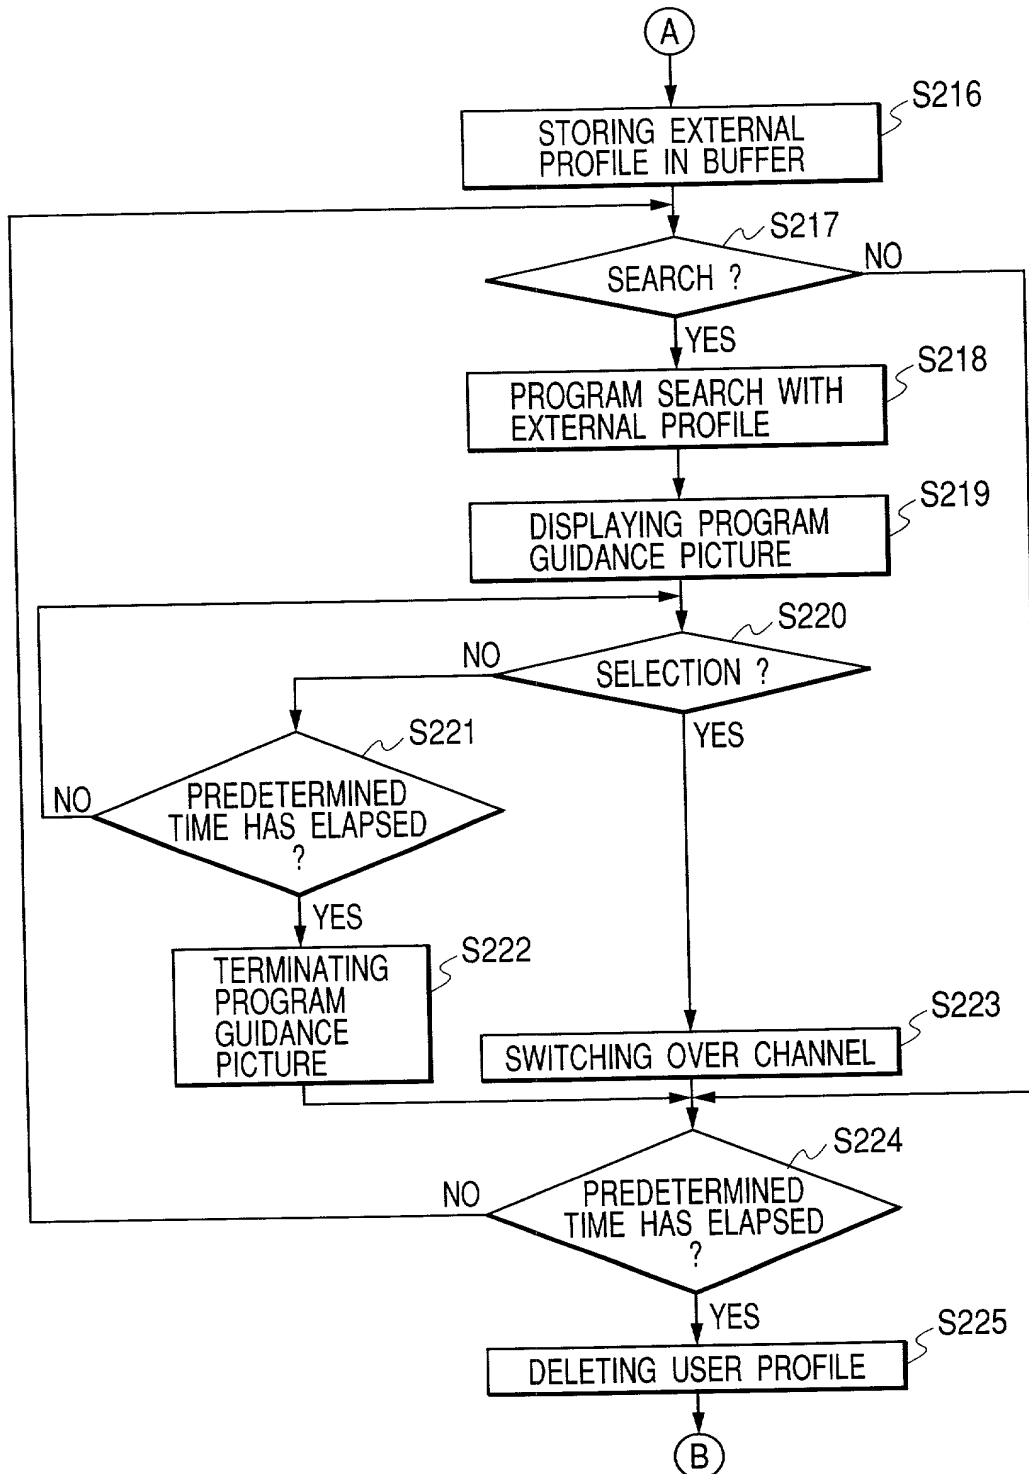 A
S216
STORING EXTERNAL
PROFILE IN BUFFER
S217
SEARCH ?
NO
YES
S218
PROGRAM SEARCH WITH
EXTERNAL PROFILE
S219
DISPLAYING PROGRAM
GUIDANCE PICTURE
S220
SELECTION ?
NO
YES
S221
PREDETERMINED
TIME HAS ELAPSED
?
NO
YES
S222
TERMINATING
PROGRAM
GUIDANCE
PICTURE
S223
SWITCHING OVER CHANNEL
S224
PREDETERMINED
TIME HAS ELAPSED
?
NO
YES
S225
DELETING USER PROFILE
B